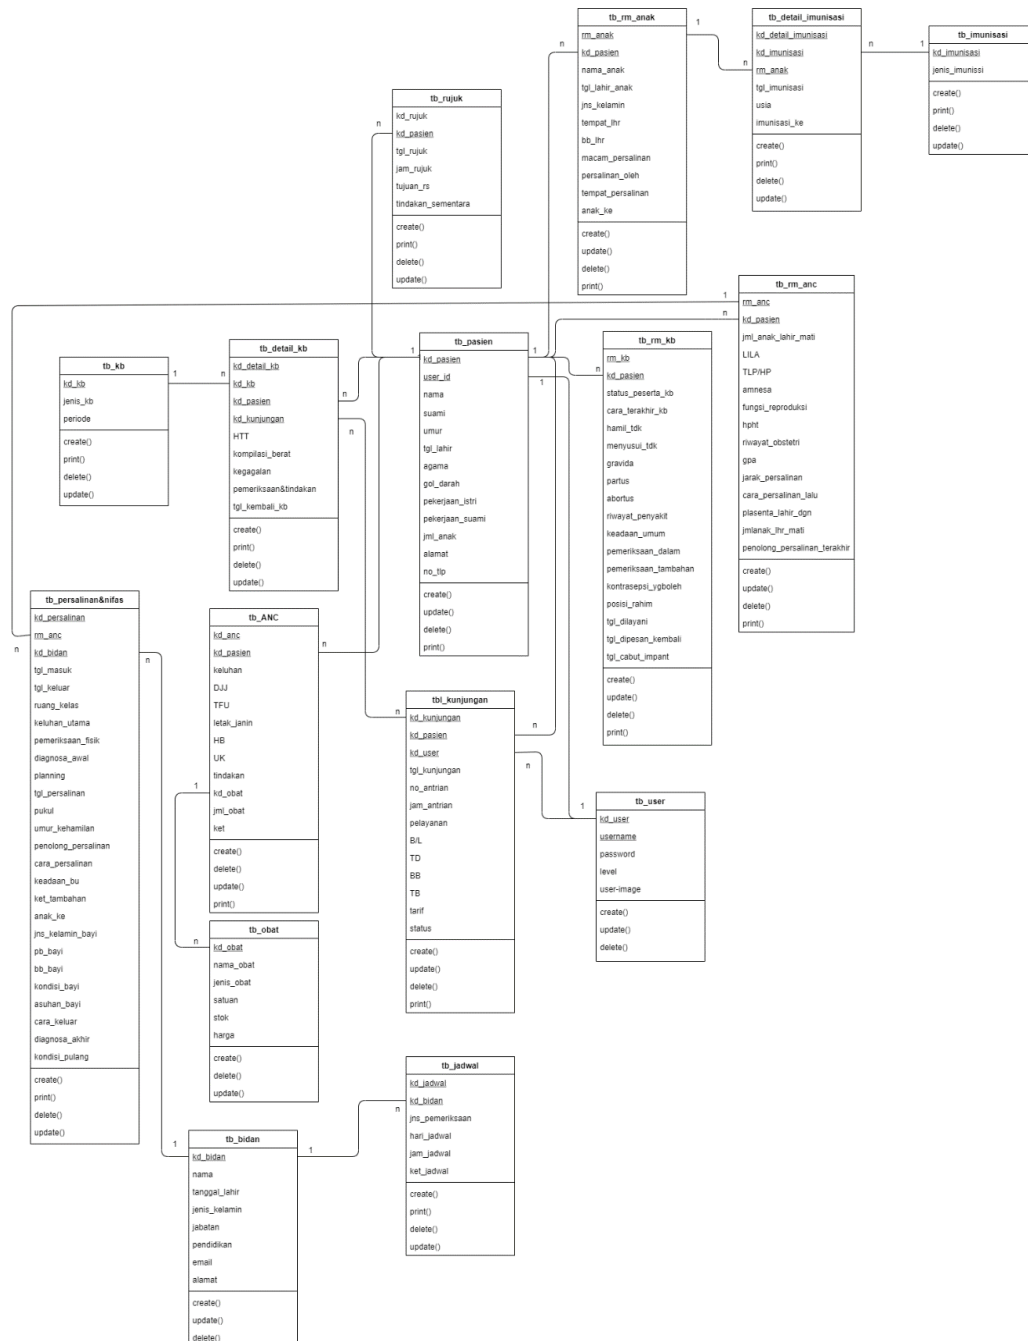 tb_rm_anak
rm_anak
kd_pasien
nama_anak
tgl_lahir_anak
jns_kelamin
tempat_lhr
bb_lhr
macam_persalinan
persalinan_oleh
tempat_persalinan
anak_ke
create()
update()
delete()
print()
1
n
n
tb_detail_imunisasi
kd_detail_imunisasi
kd_imunisasi
rm_anak
tgl_imunisasi
usia
imunisasi_ke
create()
print()
delete()
update()
n
1
tb_imunisasi
kd_imunisasi
jenis_imunissi
create()
print()
delete()
update()
tb_rujuk
kd_rujuk
kd_pasien
tgl_rujuk
jam_rujuk
tujuan_rs
tindakan_sementara
create()
print()
delete()
update()
n
tb_rm_anc
rm_anc
kd_pasien
jml_anak_lahir_mati
LILA
TLP/HP
amnesa
fungsi_reproduksi
hpht
riwayat_obstetri
gpa
jarak_persalinan
cara_persalinan_lalu
plasenta_lahir_dgn
jmlanak_lhr_mati
penolong_persalinan_terakhir
create()
update()
delete()
print()
1
n
tb_kb
kd_kb
jenis_kb
periode
create()
print()
delete()
update()
1
n
tb_detail_kb
kd_detail_kb
kd_kb
kd_pasien
kd_kunjungan
HTT
kompilasi_berat
kegagalan
pemeriksaan&tindakan
tgl_kembali_kb
create()
print()
delete()
update()
n
n
1
tb_pasien
kd_pasien
user_id
nama
suami
umur
tgl_lahir
agama
gol_darah
pekerjaan_istri
pekerjaan_suami
jml_anak
alamat
no_tlp
create()
update()
delete()
print()
1
1
n
tb_rm_kb
rm_kb
kd_pasien
status_peserta_kb
cara_terakhir_kb
hamil_tdk
menyusui_tdk
gravida
partus
abortus
riwayat_penyakit
keadaan_umum
pemeriksaan_dalam
pemeriksaan_tambahan
kontrasepsi_ygboleh
posisi_rahim
tgl_dilayani
tgl_dipesan_kembali
tgl_cabut_impant
create()
update()
delete()
print()
tb_persalinan&nifas
kd_persalinan
rm_anc
kd_bidan
tgl_masuk
tgl_keluar
ruang_kelas
keluhan_utama
pemeriksaan_fisik
diagnosa_awal
planning
tgl_persalinan
pukul
umur_kehamilan
penolong_persalinan
cara_persalinan
keadaan_bu
ket_tambahan
anak_ke
jns_kelamin_bayi
pb_bayi
bb_bayi
kondisi_bayi
asuhan_bayi
cara_keluar
diagnosa_akhir
kondisi_pulang
create()
print()
delete()
update()
n
n
tb_ANC
kd_anc
kd_pasien
keluhan
DJJ
TFU
letak_janin
HB
UK
tindakan
kd_obat
jml_obat
ket
create()
delete()
update()
print()
n
1
n
tb_obat
kd_obat
nama_obat
jenis_obat
satuan
stok
harga
create()
delete()
update()
tbl_kunjungan
kd_kunjungan
kd_pasien
kd_user
tgl_kunjungan
no_antrian
jam_antrian
pelayanan
B/L
TD
BB
TB
tarif
status
create()
update()
delete()
print()
n
n
n
1
tb_user
kd_user
username
password
level
user-image
create()
update()
delete()
tb_jadwal
kd_jadwal
kd_bidan
jns_pemeriksaan
hari_jadwal
jam_jadwal
ket_jadwal
create()
print()
delete()
update()
n
1
1
tb_bidan
kd_bidan
nama
tanggal_lahir
jenis_kelamin
jabatan
pendidikan
email
alamat
create()
update()
delete()